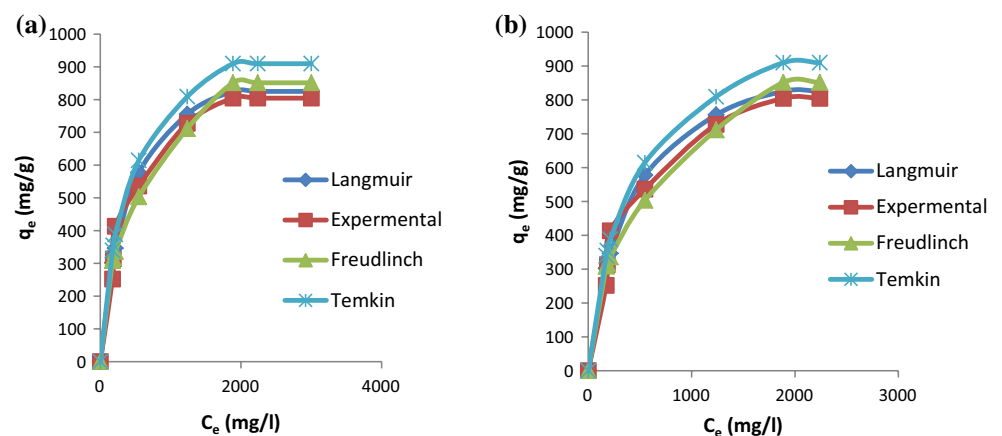 (a)
1000
900
800
700
600
500
400
300
200
100
0
0 2000 4000
qe (mg/g)
Ce (mg/l)
Langmuir
Expermental
Freudlinch
Temkin
(b)
1000
900
800
700
600
500
400
300
200
100
0
0 1000 2000 3000
qe (mg/g)
Ce (mg/l)
Langmuir
Expermental
Freudlinch
Temkin